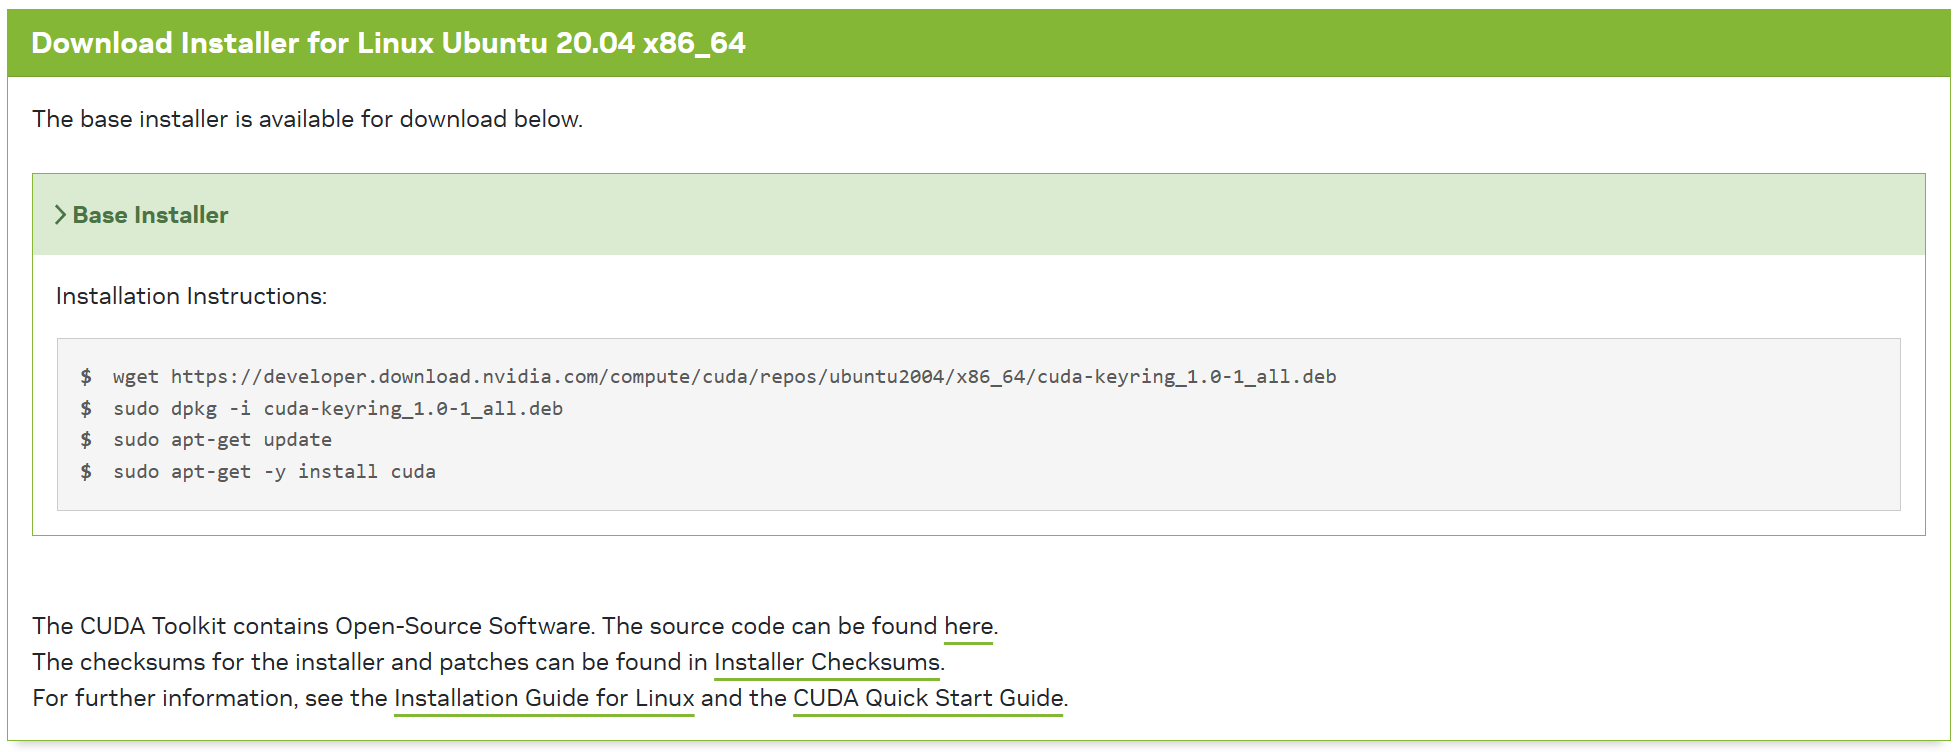 Download Installer for Linux Ubuntu 20.04 x86_64
The base installer is available for download below.
Base Installer
Installation Instructions:
$ wget https://developer.download.nvidia.com/compute/cuda/repos/ubuntu2004/x86_64/cuda-keyring_1.0-1_all.deb
$ sudo dpkg -i cuda-keyring_1.0-1_all.deb
$ sudo apt-get update
$ sudo apt-get -y install cuda
The CUDA Toolkit contains Open-Source Software. The source code can be found here.
The checksums for the installer and patches can be found in Installer Checksums.
For further information, see the Installation Guide for Linux and the CUDA Quick Start Guide.